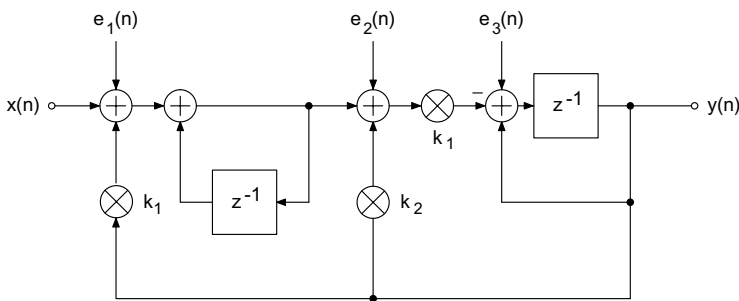 e₁(n) e₂(n) e₃(n)
x(n) + + + − + z⁻¹ y(n)
k₁
k₁ z⁻¹ k₂